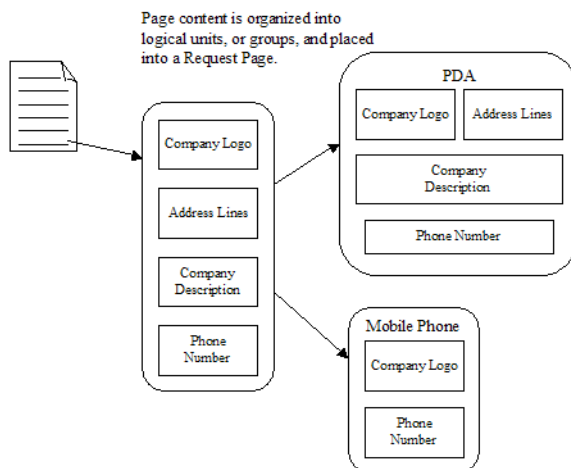 Page content is organized into
logical units, or groups, and placed
into a Request Page.
Company Logo
Address Lines
Company
Description
Phone
Number
PDA
Company Logo
Address Lines
Company
Description
Phone Number
Mobile Phone
Company Logo
Phone
Number